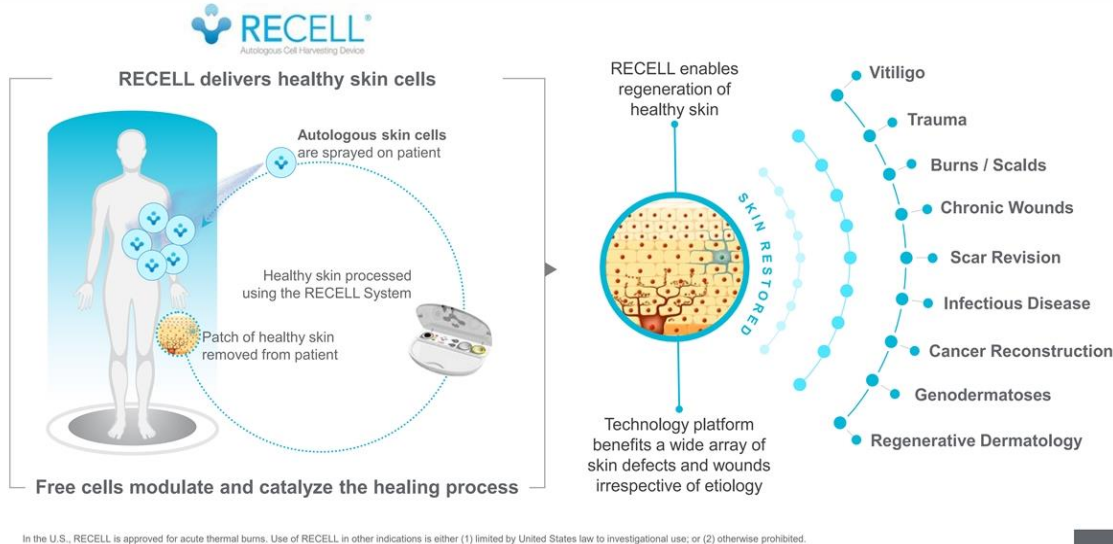 RECELL®
Autologous Cell Harvesting Device
RECELL delivers healthy skin cells
Autologous skin cells
are sprayed on patient
Healthy skin processed
using the RECELL System
Patch of healthy skin
removed from patient
Free cells modulate and catalyze the healing process
RECELL enables
regeneration of
healthy skin
SKIN RESTORED
Technology platform
benefits a wide array of
skin defects and wounds
irrespective of etiology
Vitiligo
Trauma
Burns / Scalds
Chronic Wounds
Scar Revision
Infectious Disease
Cancer Reconstruction
Genodermatoses
Regenerative Dermatology
In the U.S., RECELL is approved for acute thermal burns. Use of RECELL in other indications is either (1) limited by United States law to investigational use; or (2) otherwise prohibited.